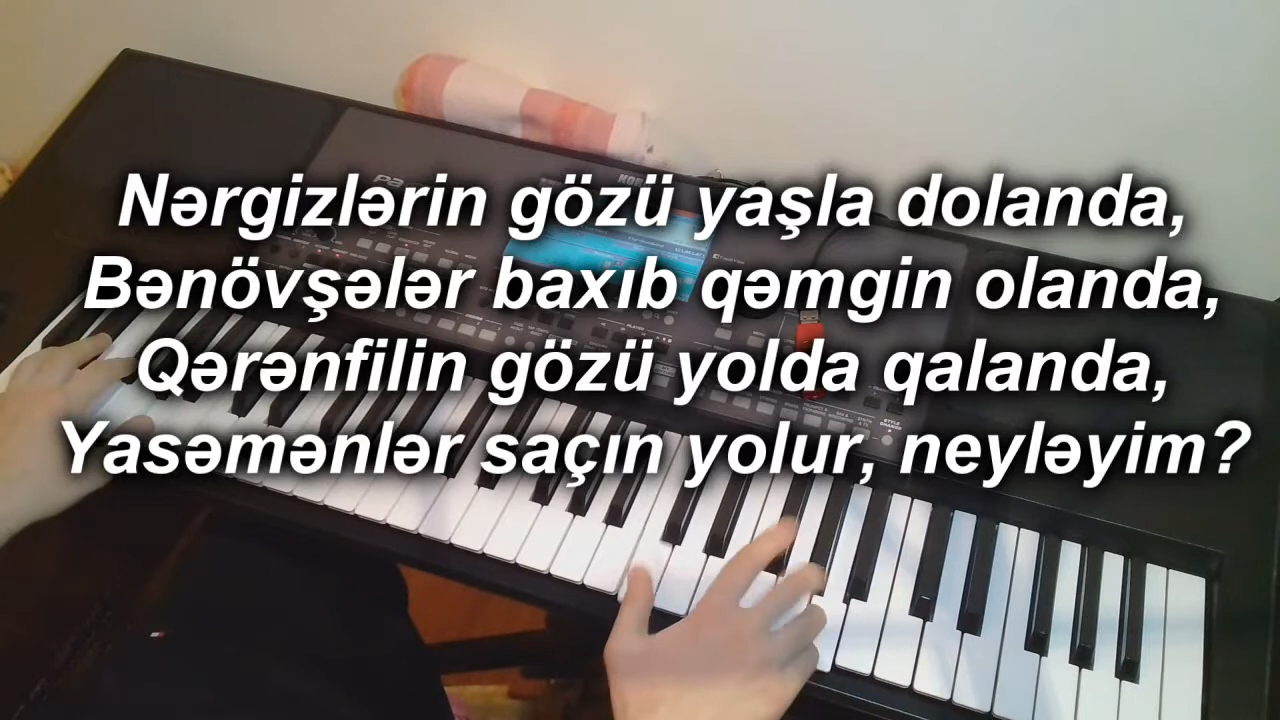 Nərgizlərin gözü yaşla dolanda,
Bənövşələr baxıb qəmgin olanda,
Qərənfilin gözü yolda qalanda,
Yasəmənlər saçın yolur, neyləyim?